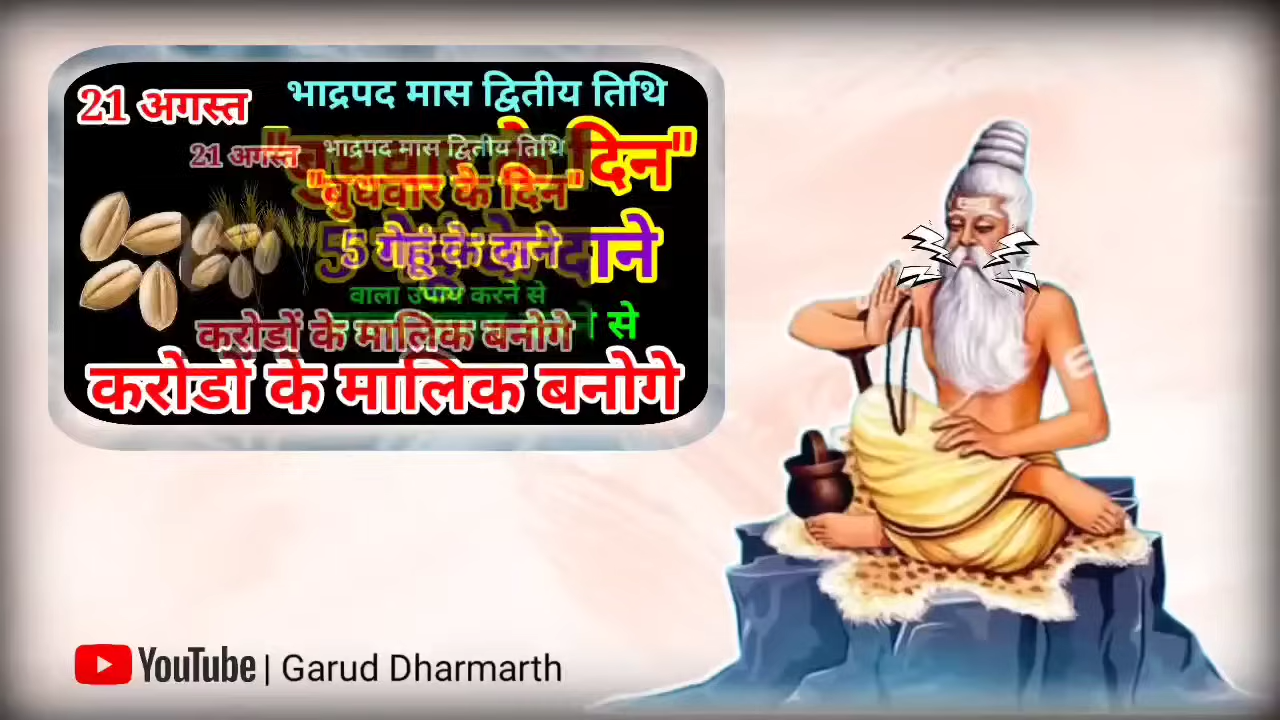 21 अगस्त
भाद्रपद मास द्वितीय तिथि
21 अगस्त
भाद्रपद मास द्वितीय तिथि
के दिन"
"बुधवार के दिन"
5 गेहूं के दाने
दाने
वाला उपाय करने से
से
करोडों के मालिक बनोगे
करोडों के मालिक बनोगे
YouTube | Garud Dharmarth